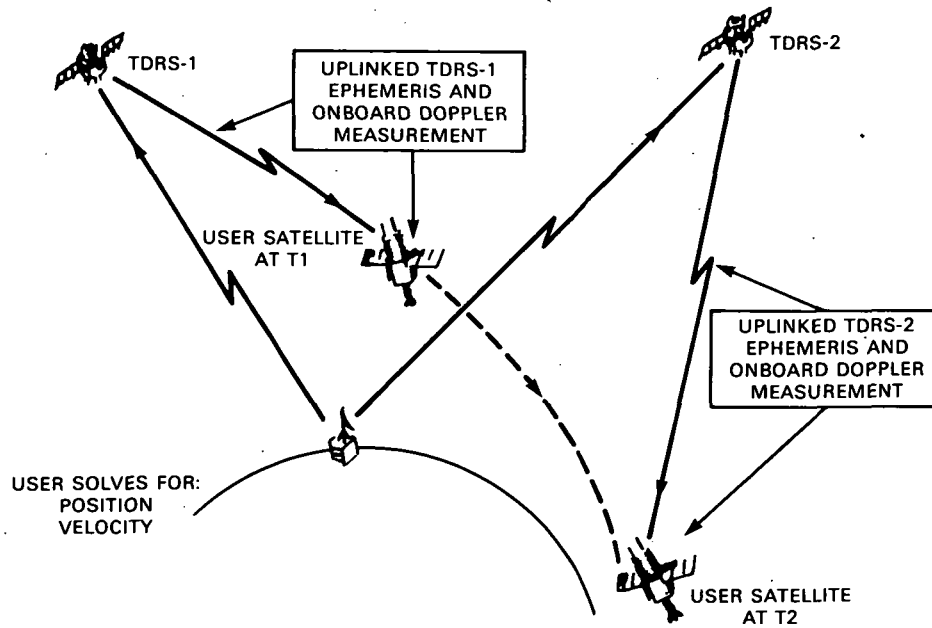 TDRS-1
UPLINKED TDRS-1
EPHEMERIS AND
ONBOARD DOPPLER
MEASUREMENT
TDRS-2
USER SATELLITE
AT T1
UPLINKED TDRS-2
EPHEMERIS AND
ONBOARD DOPPLER
MEASUREMENT
USER SOLVES FOR:
POSITION
VELOCITY
USER SATELLITE
AT T2